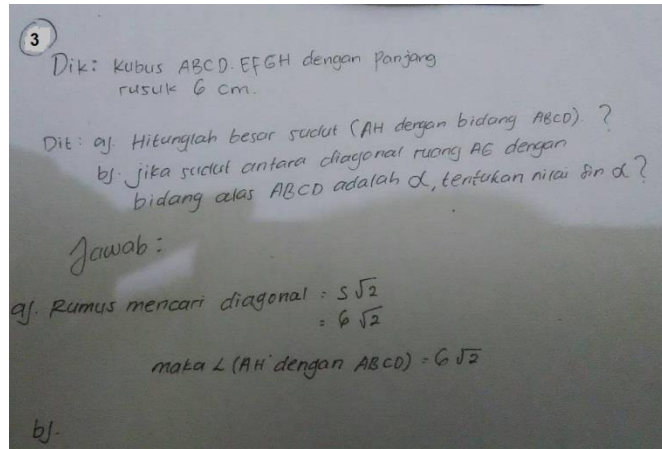 3
Dik: Kubus ABCD.EFGH dengan Panjang
rusuk 6 cm.
Dit: a). Hitunglah besar sudut (AH dengan bidang ABCD). ?
b). jika sudut antara diagonal ruang AG dengan
bidang alas ABCD adalah α, tentukan nilai sin α?
Jawab:
a). Rumus mencari diagonal = s√2
= 6√2
maka ∠ (AH dengan ABCD) = 6√2
b).